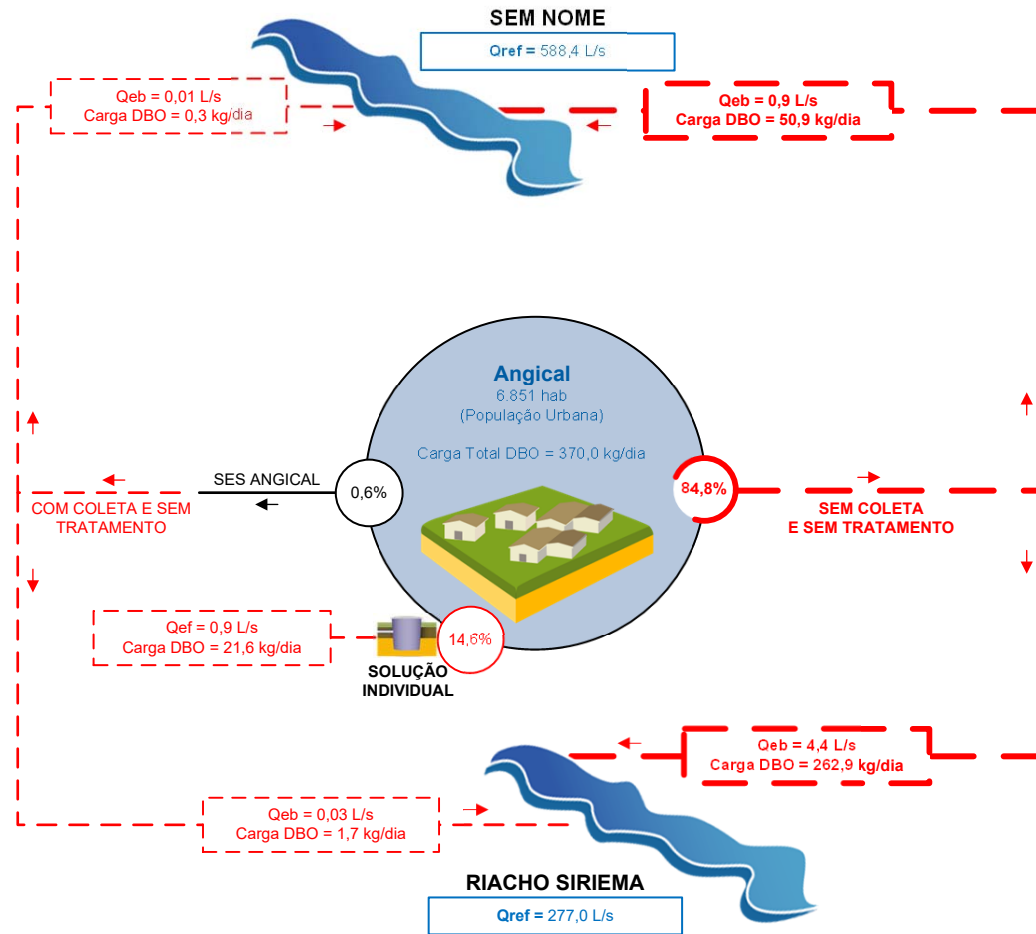 SEM NOME
Qref = 588,4 L/s
Qeb = 0,01 L/s
Carga DBO = 0,3 kg/dia
Qeb = 0,9 L/s
Carga DBO = 50,9 kg/dia
Angical
6.851 hab
(População Urbana)
Carga Total DBO = 370,0 kg/dia
SES ANGICAL
0,6%
84,8%
COM COLETA E SEM
TRATAMENTO
SEM COLETA
E SEM TRATAMENTO
Qef = 0,9 L/s
Carga DBO = 21,6 kg/dia
14,6%
SOLUÇÃO
INDIVIDUAL
Qeb = 4,4 L/s
Carga DBO = 262,9 kg/dia
Qeb = 0,03 L/s
Carga DBO = 1,7 kg/dia
RIACHO SIRIEMA
Qref = 277,0 L/s